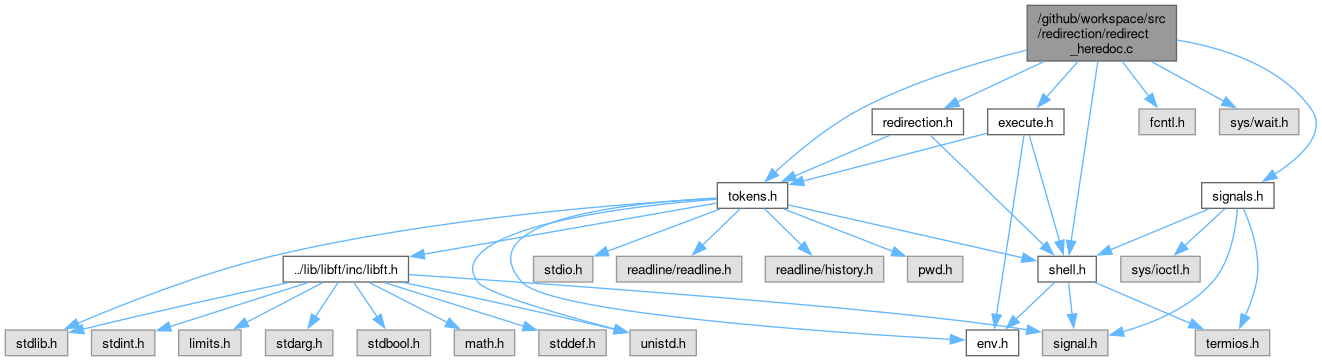 /github/workspace/src
/redirection/redirect
_heredoc.c
redirection.h
execute.h
fcntl.h
sys/wait.h
tokens.h
signals.h
../lib/libft/inc/libft.h
stdio.h
readline/readline.h
readline/history.h
pwd.h
shell.h
sys/ioctl.h
stdlib.h
stdint.h
limits.h
stdarg.h
stdbool.h
math.h
stddef.h
unistd.h
env.h
signal.h
termios.h